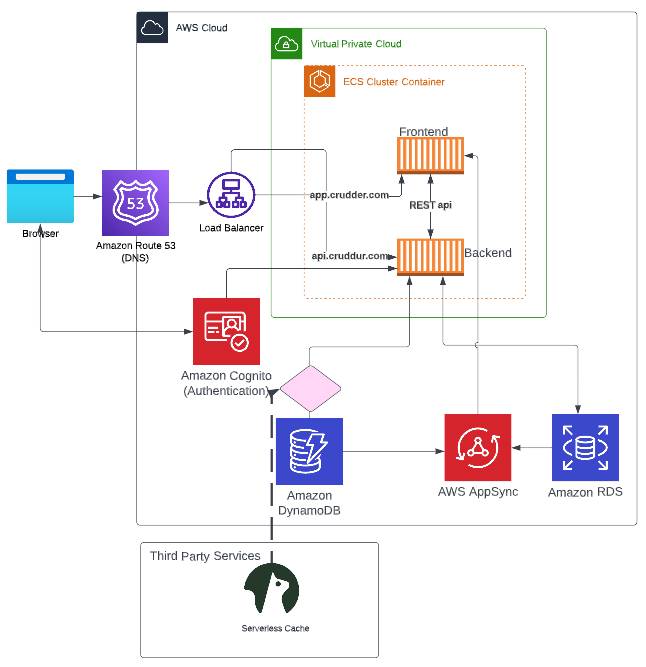 AWS Cloud
Virtual Private Cloud
ECS Cluster Container
Frontend
app.crudder.com
REST api
53
Browser
Amazon Route 53
(DNS)
Load Balancer
api.cruddur.com
Backend
Amazon Cognito
(Authentication)
Amazon
DynamoDB
AWS AppSync
Amazon RDS
Third Party Services
Serverless Cache